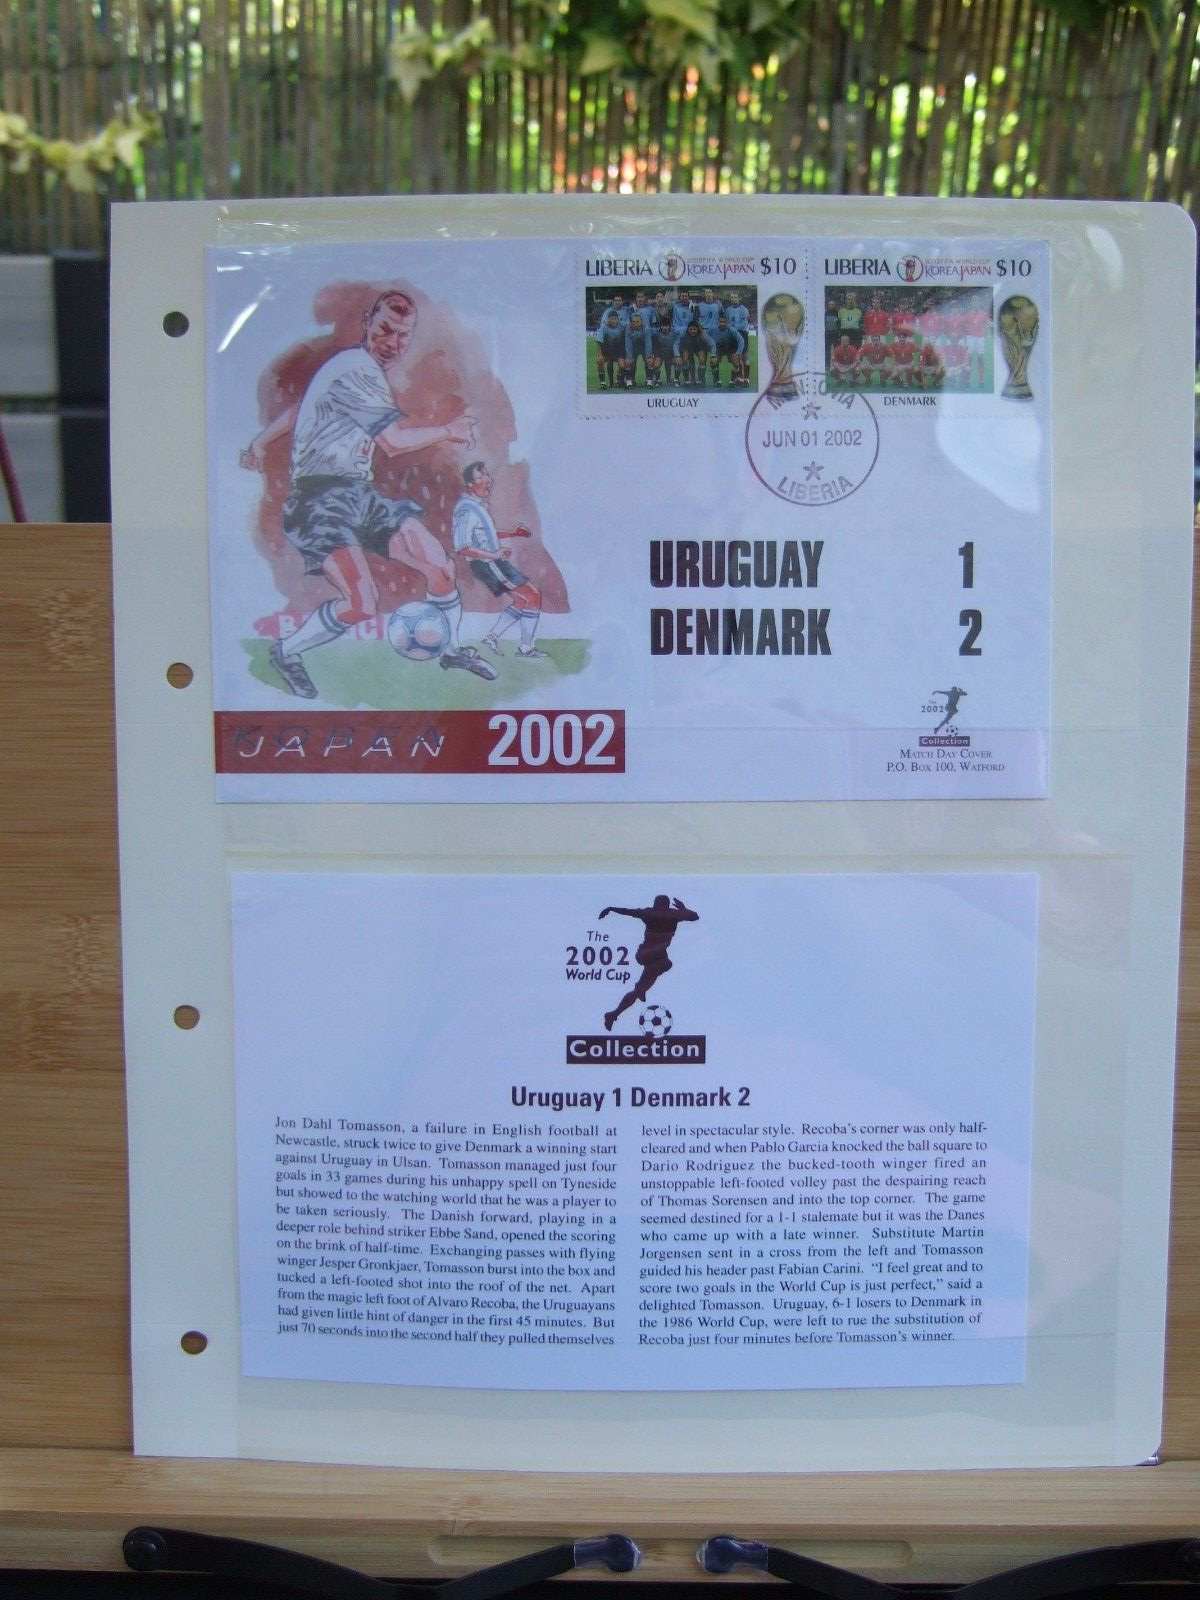 LIBERIA 2002 FIFA WORLD CUP KOREAJAPAN $10
URUGUAY
LIBERIA 2002 FIFA WORLD CUP KOREAJAPAN $10
DENMARK
MONROVIA
JUN 01 2002
LIBERIA
URUGUAY 1
DENMARK 2
KOREA
JAPAN 2002
The
2002
Collection
MATCH DAY COVER
P.O. BOX 100, WATFORD
The
2002
World Cup
Collection
Uruguay 1 Denmark 2
Jon Dahl Tomasson, a failure in English football at
Newcastle, struck twice to give Denmark a winning start
against Uruguay in Ulsan. Tomasson managed just four
goals in 33 games during his unhappy spell on Tyneside
but showed to the watching world that he was a player to
be taken seriously. The Danish forward, playing in a
deeper role behind striker Ebbe Sand, opened the scoring
on the brink of half-time. Exchanging passes with flying
winger Jesper Gronkjaer, Tomasson burst into the box and
tucked a left-footed shot into the roof of the net. Apart
from the magic left foot of Alvaro Recoba, the Uruguayans
had given little hint of danger in the first 45 minutes. But
just 70 seconds into the second half they pulled themselves
level in spectacular style. Recoba's corner was only half-
cleared and when Pablo Garcia knocked the ball square to
Dario Rodriguez the bucked-tooth winger fired an
unstoppable left-footed volley past the despairing reach
of Thomas Sorensen and into the top corner. The game
seemed destined for a 1-1 stalemate but it was the Danes
who came up with a late winner. Substitute Martin
Jorgensen sent in a cross from the left and Tomasson
guided his header past Fabian Carini. "I feel great and to
score two goals in the World Cup is just perfect," said a
delighted Tomasson. Uruguay, 6-1 losers to Denmark in
the 1986 World Cup, were left to rue the substitution of
Recoba just four minutes before Tomasson's winner.